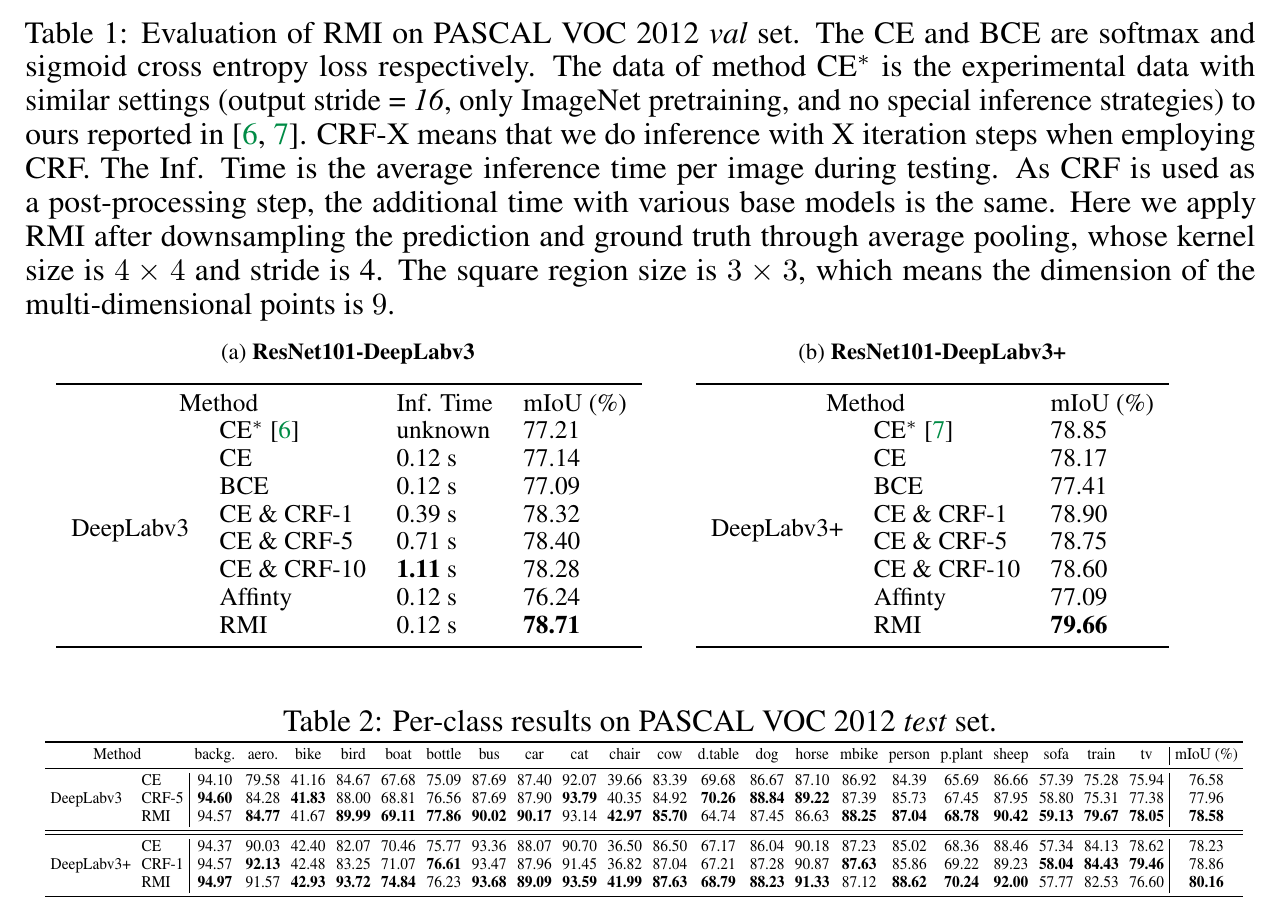 Table 1: Evaluation of RMI on PASCAL VOC 2012 val set. The CE and BCE are softmax and
sigmoid cross entropy loss respectively. The data of method CE* is the experimental data with
similar settings (output stride = 16, only ImageNet pretraining, and no special inference strategies) to
ours reported in [6, 7]. CRF-X means that we do inference with X iteration steps when employing
CRF. The Inf. Time is the average inference time per image during testing. As CRF is used as
a post-processing step, the additional time with various base models is the same. Here we apply
RMI after downsampling the prediction and ground truth through average pooling, whose kernel
size is 4 × 4 and stride is 4. The square region size is 3 × 3, which means the dimension of the
multi-dimensional points is 9.
(a) ResNet101-DeepLabv3
Method Inf. Time mIoU (%)
CE* [6] unknown 77.21
CE 0.12 s 77.14
BCE 0.12 s 77.09
CE & CRF-1 0.39 s 78.32
DeepLabv3
CE & CRF-5 0.71 s 78.40
CE & CRF-10 1.11 s 78.28
Affinty 0.12 s 76.24
RMI 0.12 s 78.71
(b) ResNet101-DeepLabv3+
Method mIoU (%)
CE* [7] 78.85
CE 78.17
BCE 77.41
CE & CRF-1 78.90
DeepLabv3+
CE & CRF-5 78.75
CE & CRF-10 78.60
Affinty 77.09
RMI 79.66
Table 2: Per-class results on PASCAL VOC 2012 test set.
Method backg. aero. bike bird boat bottle bus car cat chair cow d.table dog horse mbike person p.plant sheep sofa train tv mIoU (%)
CE 94.10 79.58 41.16 84.67 67.68 75.09 87.69 87.40 92.07 39.66 83.39 69.68 86.67 87.10 86.92 84.39 65.69 86.66 57.39 75.28 75.94 76.58
DeepLabv3 CRF-5 94.60 84.28 41.83 88.00 68.81 76.56 87.69 87.90 93.79 40.35 84.92 70.26 88.84 89.22 87.39 85.73 67.45 87.95 58.80 75.31 77.38 77.96
RMI 94.57 84.77 41.67 89.99 69.11 77.86 90.02 90.17 93.14 42.97 85.70 64.74 87.45 86.63 88.25 87.04 68.78 90.42 59.13 79.67 78.05 78.58
CE 94.37 90.03 42.40 82.07 70.46 75.77 93.36 88.07 90.70 36.50 86.50 67.17 86.04 90.18 87.23 85.02 68.36 88.46 57.34 84.13 78.62 78.23
DeepLabv3+ CRF-1 94.57 92.13 42.48 83.25 71.07 76.61 93.47 87.96 91.45 36.82 87.04 67.21 87.28 90.87 87.63 85.86 69.22 89.23 58.04 84.43 79.46 78.86
RMI 94.97 91.57 42.93 93.72 74.84 76.23 93.68 89.09 93.59 41.99 87.63 68.79 88.23 91.33 87.12 88.62 70.24 92.00 57.77 82.53 76.60 80.16